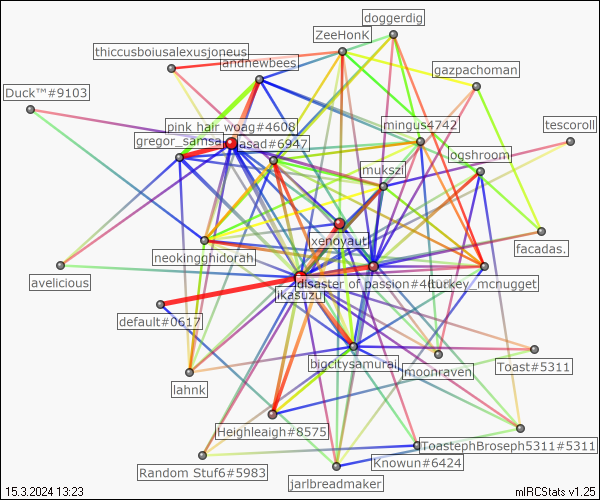 doggerdig
ZeeHonK
thiccusboiusalexusjoneus
andrewbees
gazpachoman
Duck™#9103
pink hair woag#4608
mingus4742
tescoroll
gregor_samsa
asad#6947
ogshroom
mukszi
xenoyaut
facadas.
neokingghidorah
avelicious
disaster of passion#4
turkey_mcnugget
ikasuzu
default#0617
bigcitysamurai
moonraven
Toast#5311
lahnk
Heighleigh#8575
ToastephBroseph5311#5311
Random Stuf6#5983
Knowun#6424
jarlbreadmaker
15.3.2024 13:23
mIRCStats v1.25